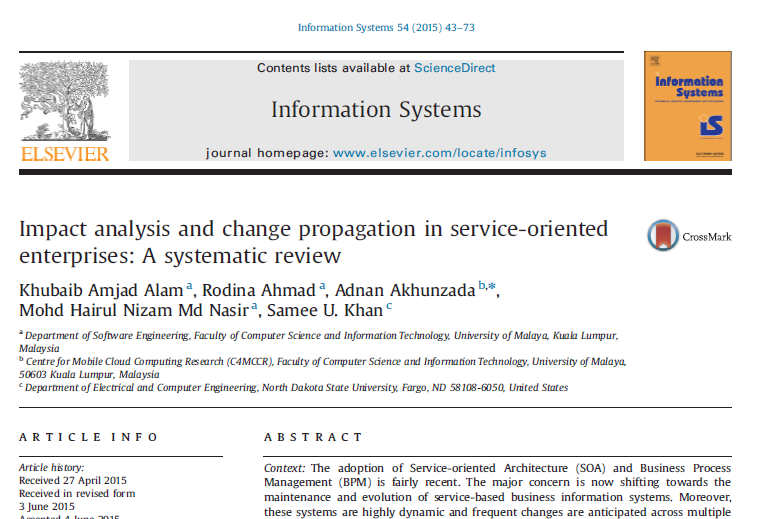 Information Systems 54 (2015) 43–73
Contents lists available at ScienceDirect
Information Systems
journal homepage: www.elsevier.com/locate/infosys
ELSEVIER
Information
Systems
iS
Impact analysis and change propagation in service-oriented
enterprises: A systematic review
CrossMark
Khubaib Amjad Alam a, Rodina Ahmad a, Adnan Akhunzada b,*,
Mohd Hairul Nizam Md Nasir a, Samee U. Khan c
a Department of Software Engineering, Faculty of Computer Science and Information Technology, University of Malaya, Kuala Lumpur,
Malaysia
b Centre for Mobile Cloud Computing Research (C4MCCR), Faculty of Computer Science and Information Technology, University of Malaya,
50603 Kuala Lumpur, Malaysia
c Department of Electrical and Computer Engineering, North Dakota State University, Fargo, ND 58108-6050, United States
ARTICLE INFO
Article history:
Received 27 April 2015
Received in revised form
3 June 2015
Accepted 4 June 2015
ABSTRACT
Context: The adoption of Service-oriented Architecture (SOA) and Business Process
Management (BPM) is fairly recent. The major concern is now shifting towards the
maintenance and evolution of service-based business information systems. Moreover,
these systems are highly dynamic and frequent changes are anticipated across multiple